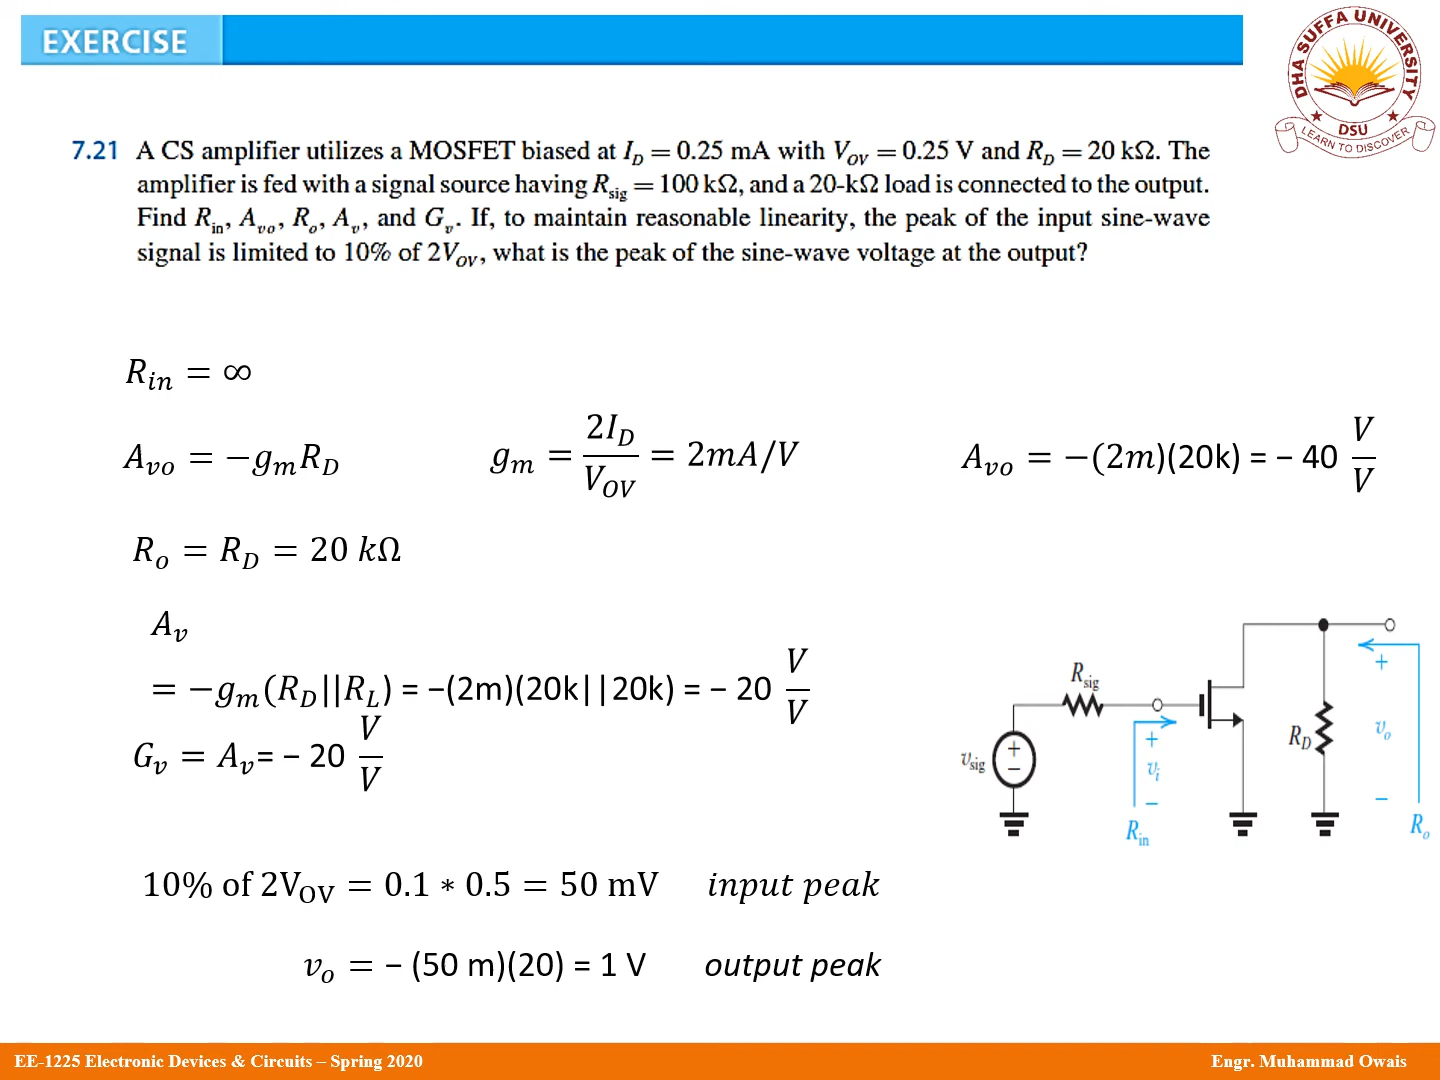 EXERCISE
DHA SUFFA UNIVERSITY
DSU
LEARN TO DISCOVER
7.21 A CS amplifier utilizes a MOSFET biased at I_D = 0.25 mA with V_OV = 0.25 V and R_D = 20 kΩ. The
amplifier is fed with a signal source having R_sig = 100 kΩ, and a 20-kΩ load is connected to the output.
Find R_in, A_vo, R_o, A_v, and G_v. If, to maintain reasonable linearity, the peak of the input sine-wave
signal is limited to 10% of 2V_OV, what is the peak of the sine-wave voltage at the output?
R_in = ∞
A_vo = −g_m R_D    g_m = 2I_D / V_OV = 2mA/V    A_vo = −(2m)(20k) = − 40 V/V
R_o = R_D = 20 kΩ
A_v
= −g_m(R_D||R_L) = −(2m)(20k||20k) = − 20 V/V
G_v = A_v= − 20 V/V
R_sig
v_sig
+
−
+
v_i
−
R_in
R_D
+
v_o
−
R_o
10% of 2V_OV = 0.1 ∗ 0.5 = 50 mV    input peak
v_o = − (50 m)(20) = 1 V    output peak
EE-1225 Electronic Devices & Circuits – Spring 2020    Engr. Muhammad Owais